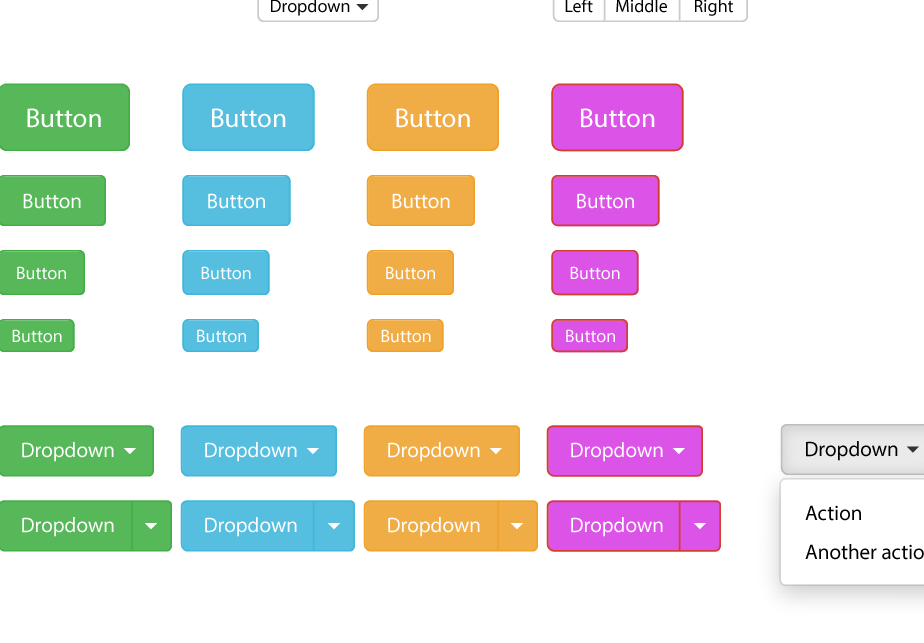 Dropdown Left Middle Right
Button Button Button Button
Button Button Button Button
Button Button Button Button
Button Button Button Button
Dropdown Dropdown Dropdown Dropdown Dropdown
Dropdown Dropdown Dropdown Dropdown
Action
Another actio